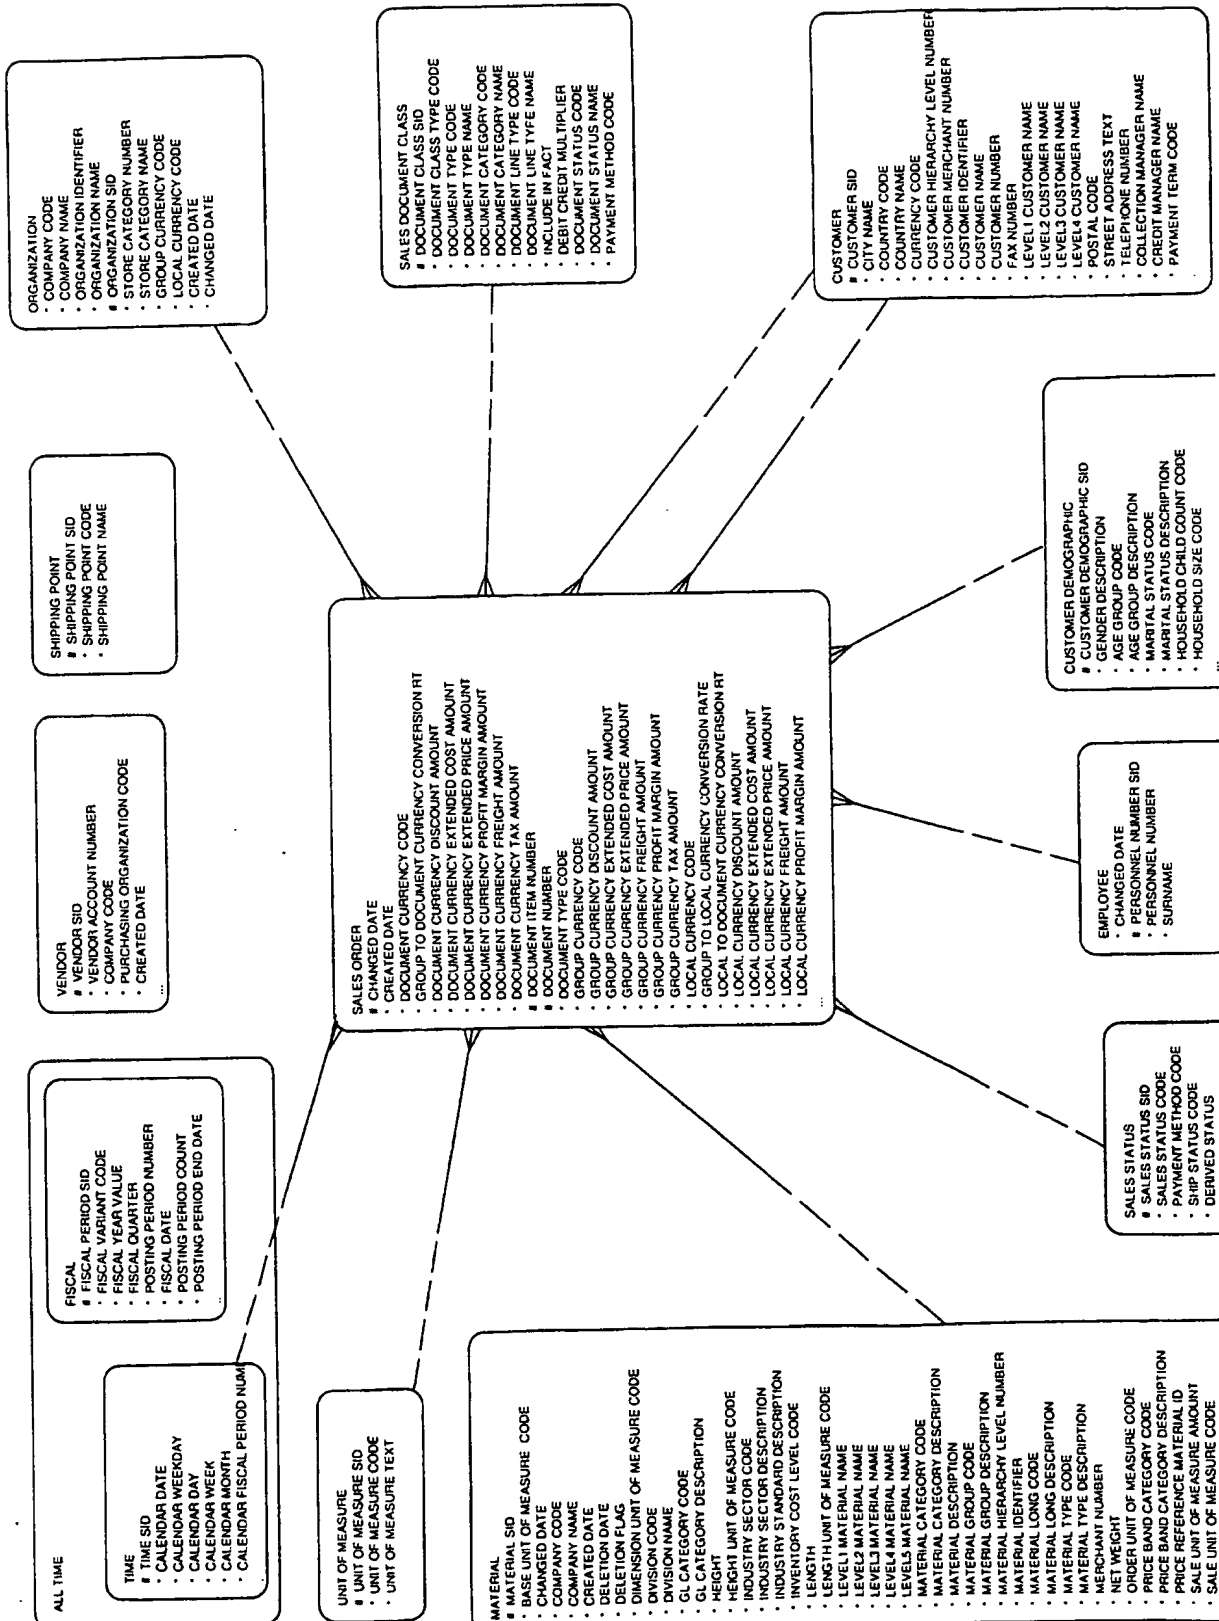 ALL TIME
TIME
# TIME SID
· CALENDAR DATE
· CALENDAR WEEKDAY
· CALENDAR DAY
· CALENDAR WEEK
· CALENDAR MONTH
· CALENDAR FISCAL PERIOD NUM
FISCAL
# FISCAL PERIOD SID
· FISCAL VARIANT CODE
· FISCAL YEAR VALUE
· FISCAL QUARTER
· POSTING PERIOD NUMBER
· FISCAL DATE
· POSTING PERIOD COUNT
· POSTING PERIOD END DATE
VENDOR
# VENDOR SID
· VENDOR ACCOUNT NUMBER
· COMPANY CODE
· PURCHASING ORGANIZATION CODE
· CREATED DATE
...
SHIPPING POINT
# SHIPPING POINT SID
· SHIPPING POINT CODE
· SHIPPING POINT NAME
ORGANIZATION
· COMPANY CODE
· COMPANY NAME
· ORGANIZATION IDENTIFIER
· ORGANIZATION NAME
# ORGANIZATION SID
· STORE CATEGORY NUMBER
· STORE CATEGORY NAME
· GROUP CURRENCY CODE
· LOCAL CURRENCY CODE
· CREATED DATE
· CHANGED DATE
UNIT OF MEASURE
# UNIT OF MEASURE SID
· UNIT OF MEASURE CODE
· UNIT OF MEASURE TEXT
SALES ORDER
# CHANGED DATE
· CREATED DATE
· DOCUMENT CURRENCY CODE
· GROUP TO DOCUMENT CURRENCY CONVERSION RT
· DOCUMENT CURRENCY DISCOUNT AMOUNT
· DOCUMENT CURRENCY EXTENDED COST AMOUNT
· DOCUMENT CURRENCY EXTENDED PRICE AMOUNT
· DOCUMENT CURRENCY PROFIT MARGIN AMOUNT
· DOCUMENT CURRENCY FREIGHT AMOUNT
· DOCUMENT CURRENCY TAX AMOUNT
# DOCUMENT ITEM NUMBER
# DOCUMENT NUMBER
· DOCUMENT TYPE CODE
· GROUP CURRENCY CODE
· GROUP CURRENCY DISCOUNT AMOUNT
· GROUP CURRENCY EXTENDED COST AMOUNT
· GROUP CURRENCY EXTENDED PRICE AMOUNT
· GROUP CURRENCY FREIGHT AMOUNT
· GROUP CURRENCY PROFIT MARGIN AMOUNT
· GROUP CURRENCY TAX AMOUNT
· LOCAL CURRENCY CODE
· GROUP TO LOCAL CURRENCY CONVERSION RATE
· LOCAL TO DOCUMENT CURRENCY CONVERSION RT
· LOCAL CURRENCY DISCOUNT AMOUNT
· LOCAL CURRENCY EXTENDED COST AMOUNT
· LOCAL CURRENCY EXTENDED PRICE AMOUNT
· LOCAL CURRENCY FREIGHT AMOUNT
· LOCAL CURRENCY PROFIT MARGIN AMOUNT
...
SALES DOCUMENT CLASS
# DOCUMENT CLASS SID
· DOCUMENT CLASS TYPE CODE
· DOCUMENT TYPE CODE
· DOCUMENT TYPE NAME
· DOCUMENT CATEGORY CODE
· DOCUMENT CATEGORY NAME
· DOCUMENT LINE TYPE CODE
· DOCUMENT LINE TYPE NAME
· INCLUDE IN FACT
· DEBIT CREDIT MULTIPLIER
· DOCUMENT STATUS CODE
· DOCUMENT STATUS NAME
· PAYMENT METHOD CODE
MATERIAL
# MATERIAL SID
· BASE UNIT OF MEASURE CODE
· CHANGED DATE
· COMPANY CODE
· COMPANY NAME
· CREATED DATE
· DELETION DATE
· DELETION FLAG
· DIMENSION UNIT OF MEASURE CODE
· DIVISION CODE
· DIVISION NAME
· GL CATEGORY CODE
· GL CATEGORY DESCRIPTION
· HEIGHT
· HEIGHT UNIT OF MEASURE CODE
· INDUSTRY SECTOR CODE
· INDUSTRY SECTOR DESCRIPTION
· INDUSTRY STANDARD DESCRIPTION
· INVENTORY COST LEVEL CODE
· LENGTH
· LENGTH UNIT OF MEASURE CODE
· LEVEL1 MATERIAL NAME
· LEVEL2 MATERIAL NAME
· LEVEL3 MATERIAL NAME
· LEVEL4 MATERIAL NAME
· LEVEL5 MATERIAL NAME
· MATERIAL CATEGORY CODE
· MATERIAL CATEGORY DESCRIPTION
· MATERIAL DESCRIPTION
· MATERIAL GROUP CODE
· MATERIAL GROUP DESCRIPTION
· MATERIAL HIERARCHY LEVEL NUMBER
· MATERIAL IDENTIFIER
· MATERIAL LONG CODE
· MATERIAL LONG DESCRIPTION
· MATERIAL TYPE CODE
· MATERIAL TYPE DESCRIPTION
· MERCHANT NUMBER
· NET WEIGHT
· ORDER UNIT OF MEASURE CODE
· PRICE BAND CATEGORY CODE
· PRICE BAND CATEGORY DESCRIPTION
· PRICE REFERENCE MATERIAL ID
· SALE UNIT OF MEASURE AMOUNT
· SALE UNIT OF MEASURE CODE
SALES STATUS
# SALES STATUS SID
· SALES STATUS CODE
· PAYMENT METHOD CODE
· SHIP STATUS CODE
· DERIVED STATUS
EMPLOYEE
· CHANGED DATE
# PERSONNEL NUMBER SID
· PERSONNEL NUMBER
· SURNAME
CUSTOMER DEMOGRAPHIC
# CUSTOMER DEMOGRAPHIC SID
· GENDER DESCRIPTION
· AGE GROUP CODE
· AGE GROUP DESCRIPTION
· MARITAL STATUS CODE
· MARITAL STATUS DESCRIPTION
· HOUSEHOLD CHILD COUNT CODE
· HOUSEHOLD SIZE CODE
...
CUSTOMER
# CUSTOMER SID
· CITY NAME
· COUNTRY CODE
· COUNTRY NAME
· CURRENCY CODE
· CUSTOMER HIERARCHY LEVEL NUMBER
· CUSTOMER MERCHANT NUMBER
· CUSTOMER IDENTIFIER
· CUSTOMER NAME
· CUSTOMER NUMBER
· FAX NUMBER
· LEVEL1 CUSTOMER NAME
· LEVEL2 CUSTOMER NAME
· LEVEL3 CUSTOMER NAME
· LEVEL4 CUSTOMER NAME
· POSTAL CODE
· STREET ADDRESS TEXT
· TELEPHONE NUMBER
· COLLECTION MANAGER NAME
· CREDIT MANAGER NAME
· PAYMENT TERM CODE